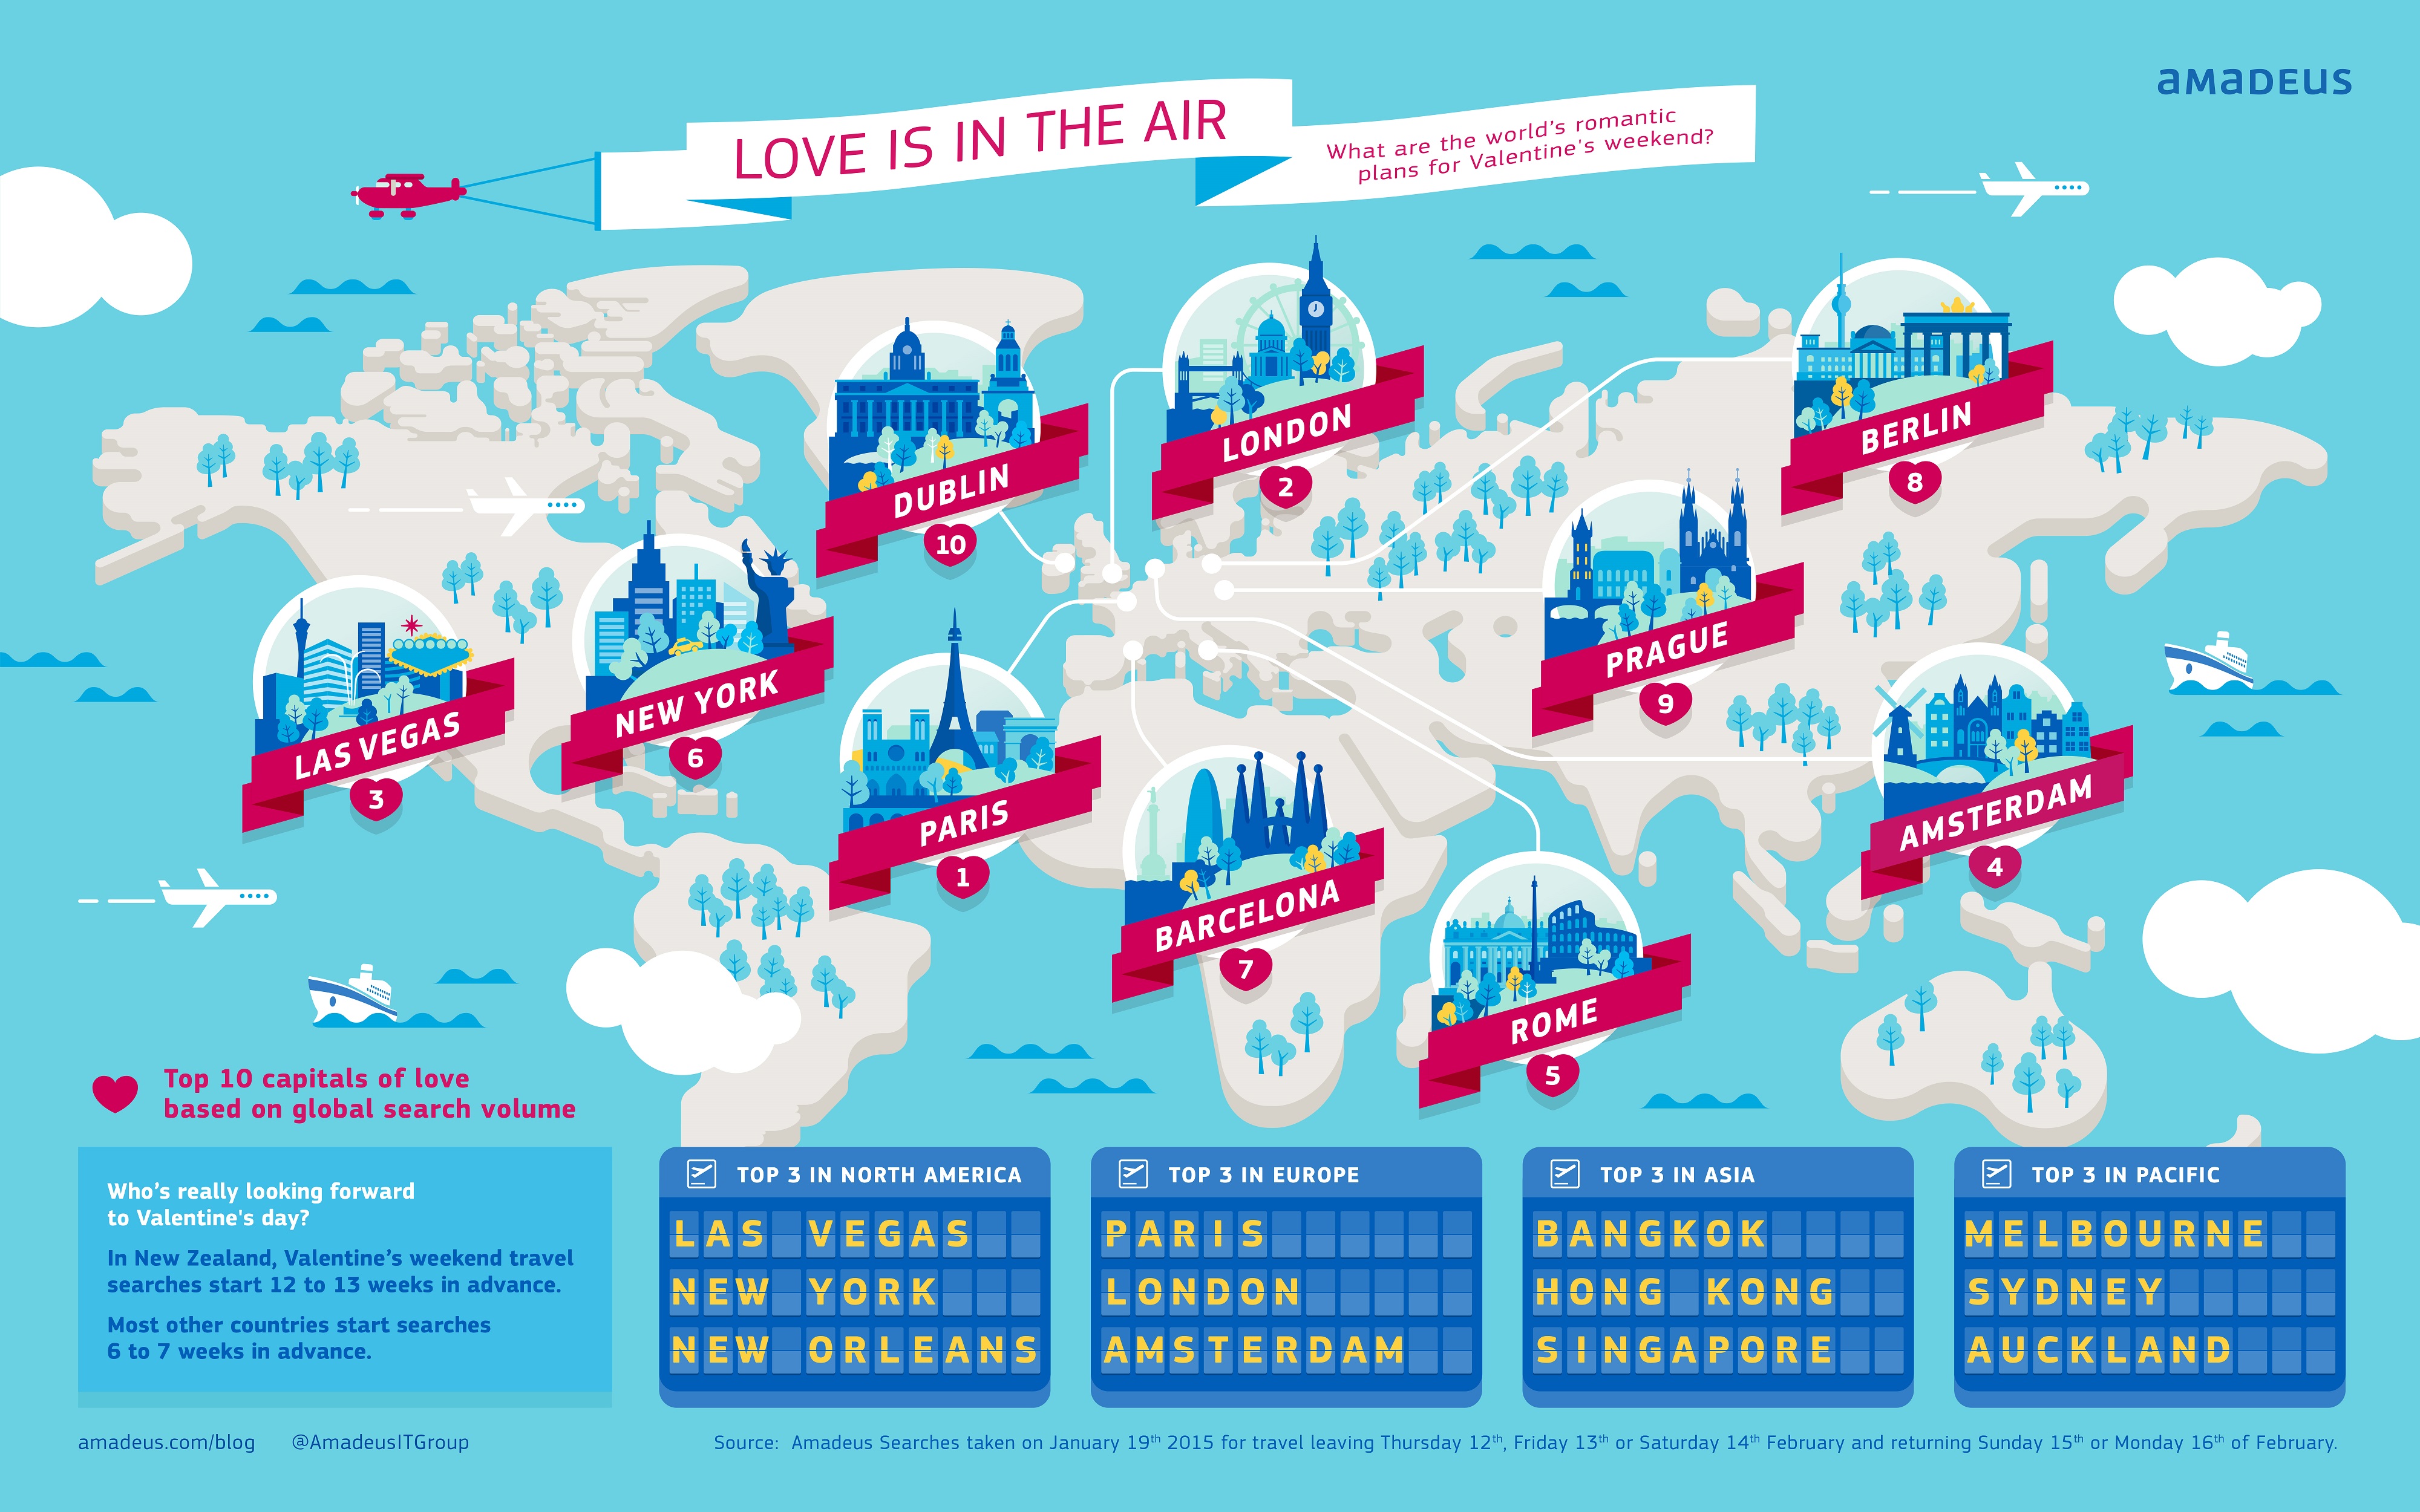 amadeus
LOVE IS IN THE AIR
What are the world's romantic
plans for Valentine's weekend?
DUBLIN
10
LONDON
2
BERLIN
8
LAS VEGAS
3
NEW YORK
6
PARIS
1
PRAGUE
9
AMSTERDAM
4
BARCELONA
7
ROME
5
Top 10 capitals of love
based on global search volume
Who's really looking forward
to Valentine's day?
In New Zealand, Valentine's weekend travel
searches start 12 to 13 weeks in advance.
Most other countries start searches
6 to 7 weeks in advance.
TOP 3 IN NORTH AMERICA
LAS VEGAS
NEW YORK
NEW ORLEANS
TOP 3 IN EUROPE
PARIS
LONDON
AMSTERDAM
TOP 3 IN ASIA
BANGKOK
HONG KONG
SINGAPORE
TOP 3 IN PACIFIC
MELBOURNE
SYDNEY
AUCKLAND
amadeus.com/blog @AmadeusITGroup
Source: Amadeus Searches taken on January 19th 2015 for travel leaving Thursday 12th, Friday 13th or Saturday 14th February and returning Sunday 15th or Monday 16th of February.